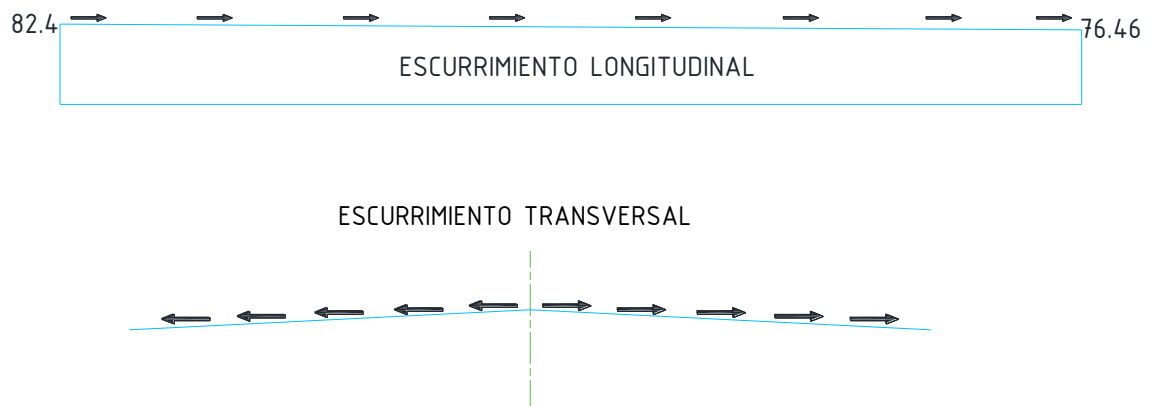 82.4
76.46
ESCURRIMIENTO LONGITUDINAL
ESCURRIMIENTO TRANSVERSAL